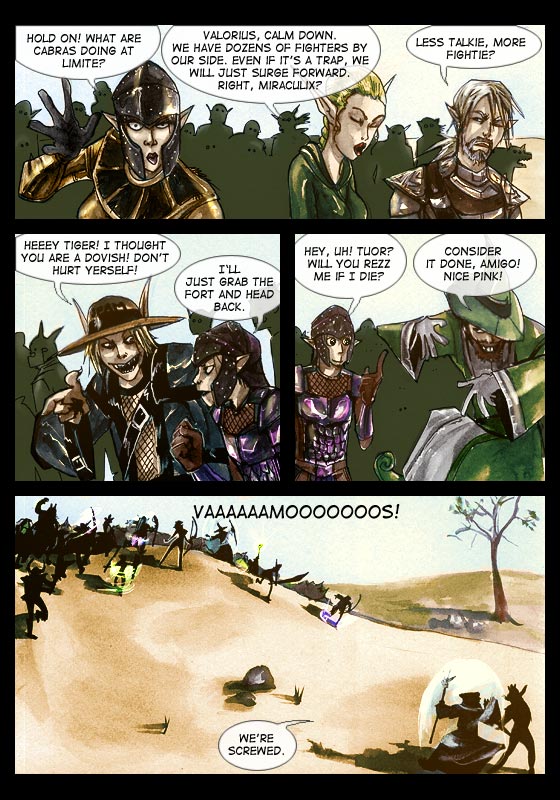 HOLD ON! WHAT ARE
CABRAS DOING AT
LIMITE?
VALORIUS, CALM DOWN.
WE HAVE DOZENS OF FIGHTERS BY
OUR SIDE. EVEN IF IT'S A TRAP, WE
WILL JUST SURGE FORWARD.
RIGHT, MIRACULIX?
LESS TALKIE, MORE
FIGHTIE?
HEEEY TIGER! I THOUGHT
YOU ARE A DOVISH! DON'T
HURT YERSELF!
I'LL
JUST GRAB THE
FORT AND HEAD
BACK.
HEY, UH! TUOR?
WILL YOU REZZ
ME IF I DIE?
CONSIDER
IT DONE, AMIGO!
NICE PINK!
VAAAAAAMOOOOOOOS!
WE'RE
SCREWED.